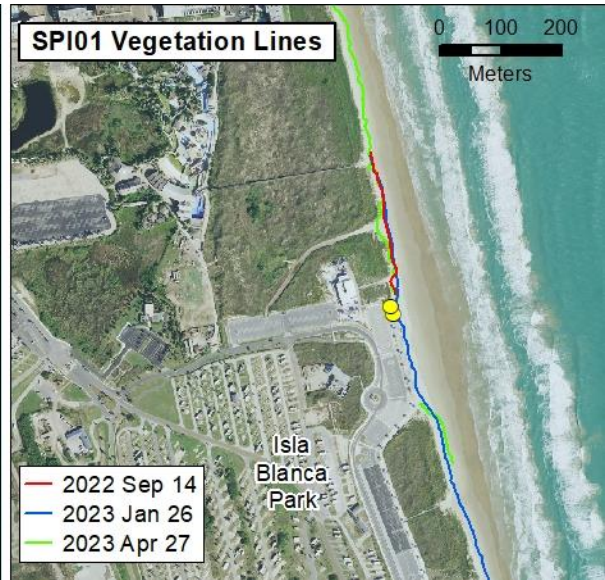 SPI01 Vegetation Lines
0 100 200
Meters
Isla
Blanca
Park
2022 Sep 14
2023 Jan 26
2023 Apr 27